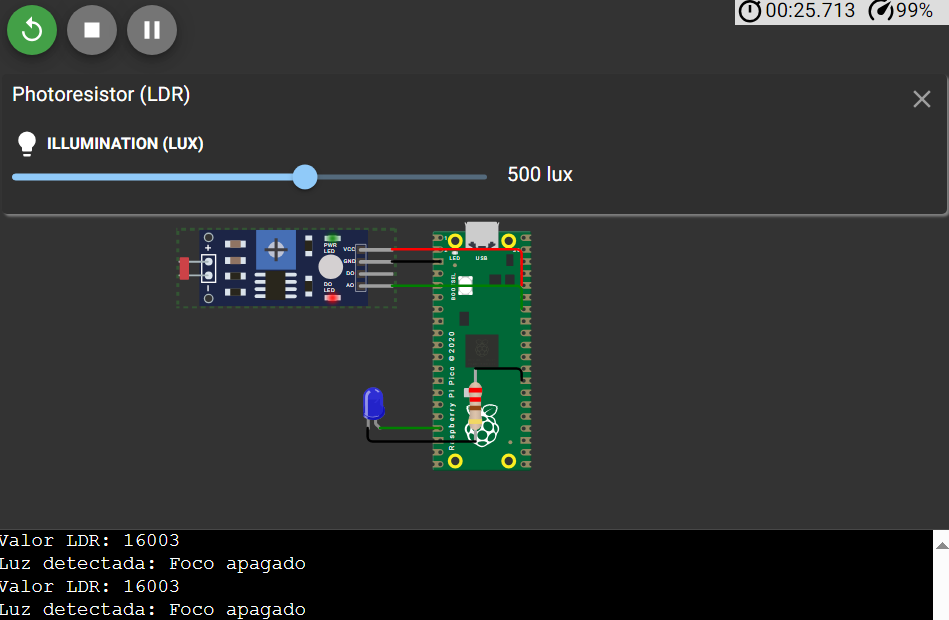 00:25.713 99%
Photoresistor (LDR)
ILLUMINATION (LUX)
500 lux
+
PWR
LED
VCC
GND
DO
AO
DO
LED
LED
USB
BOOTSEL
Raspberry Pi Pico © 2020
Valor LDR: 16003
Luz detectada: Foco apagado
Valor LDR: 16003
Luz detectada: Foco apagado